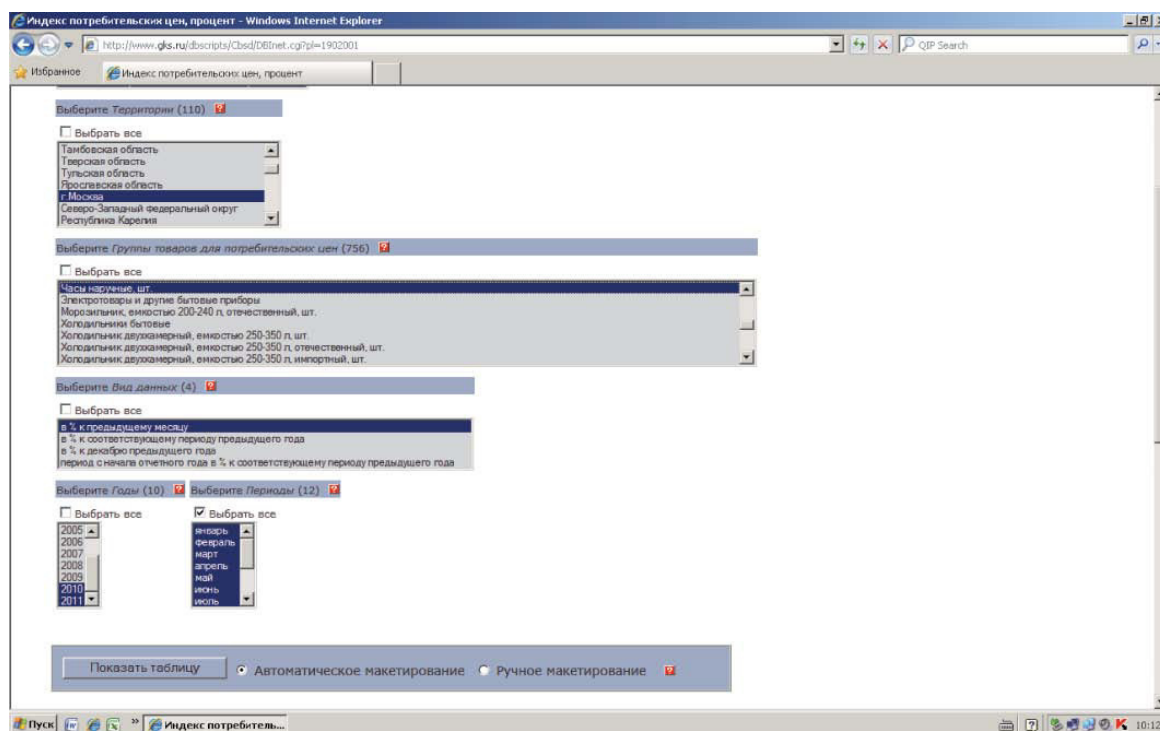 Индекс потребительских цен, процент - Windows Internet Explorer
http://www.gks.ru/dbscripts/Cbsd/DBInet.cgi?pl=1902001
QIP Search
Избранное
Индекс потребительских цен, процент
Выберите Территории (110)
Выбрать все
Тамбовская область
Тверская область
Тульская область
Ярославская область
г.Москва
Северо-Западный федеральный округ
Республика Карелия
Выберите Группы товаров для потребительских цен (756)
Выбрать все
Часы наручные, шт.
Электротовары и другие бытовые приборы
Морозильник, емкостью 200-240 л, отечественный, шт.
Холодильники бытовые
Холодильник двухкамерный, емкостью 250-350 л, шт.
Холодильник двухкамерный, емкостью 250-350 л, отечественный, шт.
Холодильник двухкамерный, емкостью 250-350 л, импортный, шт.
Выберите Вид данных (4)
Выбрать все
в % к предыдущему месяцу
в % к соответствующему периоду предыдущего года
в % к декабрю предыдущего года
период с начала отчетного года в % к соответствующему периоду предыдущего года
Выберите Годы (10) Выберите Периоды (12)
Выбрать все Выбрать все
2005 январь
2006 февраль
2007 март
2008 апрель
2009 май
2010 июнь
2011 июль
Показать таблицу Автоматическое макетирование Ручное макетирование
Пуск » Индекс потребитель... 10:12